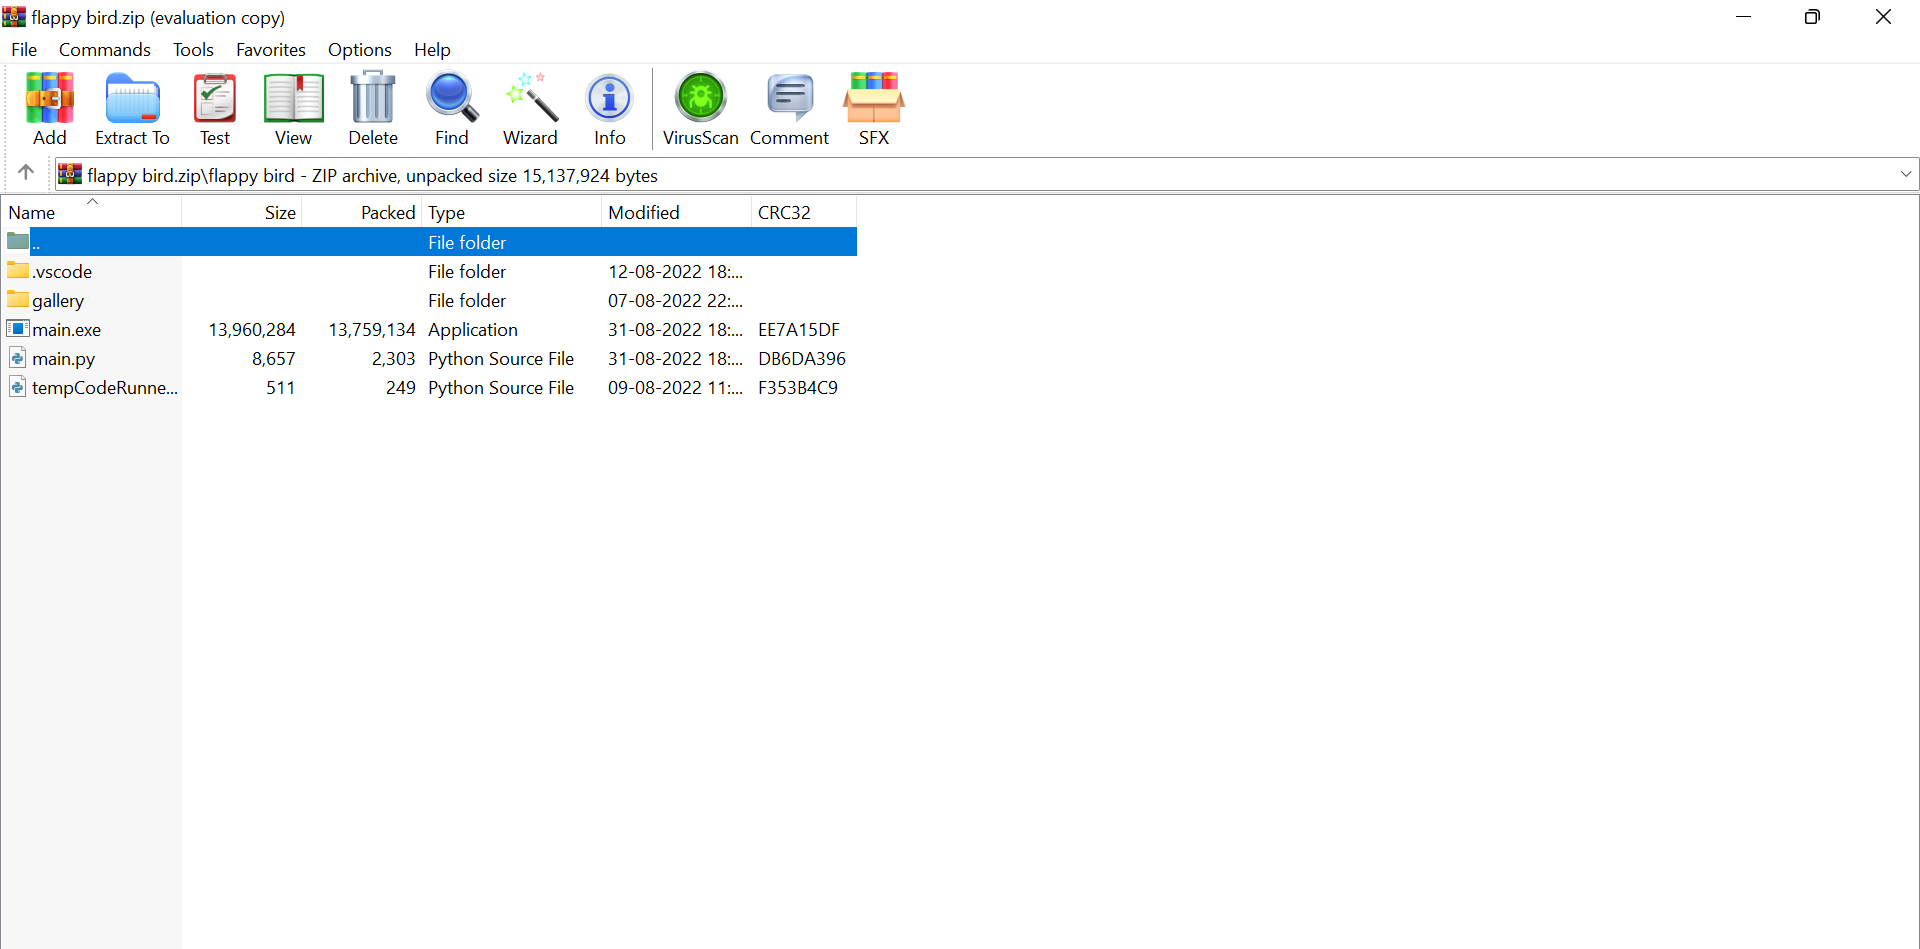 flappy bird.zip (evaluation copy)
File Commands Tools Favorites Options Help
Add Extract To Test View Delete Find Wizard Info VirusScan Comment SFX
flappy bird.zip\flappy bird - ZIP archive, unpacked size 15,137,924 bytes
Name Size Packed Type Modified CRC32
.. File folder
.vscode File folder 12-08-2022 18:...
gallery File folder 07-08-2022 22:...
main.exe 13,960,284 13,759,134 Application 31-08-2022 18:... EE7A15DF
main.py 8,657 2,303 Python Source File 31-08-2022 18:... DB6DA396
tempCodeRunne... 511 249 Python Source File 09-08-2022 11:... F353B4C9